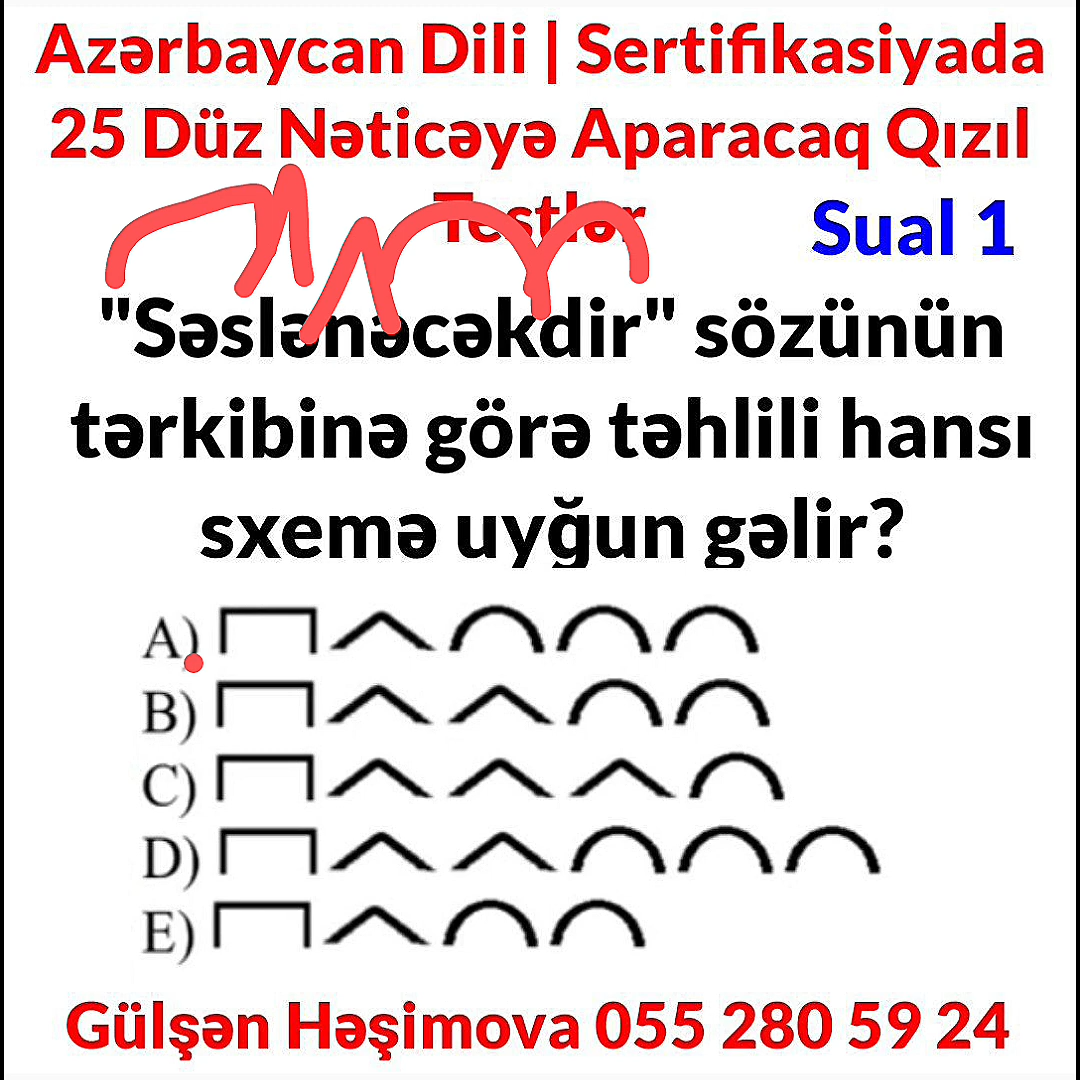 Azərbaycan Dili | Sertifikasiyada
25 Düz Nəticəyə Aparacaq Qızıl
Testlər
Sual 1
"Səslənəcəkdir" sözünün
tərkibinə görə təhlili hansı
sxemə uyğun gəlir?
A)
B)
C)
D)
E)
Gülşən Həşimova 055 280 59 24